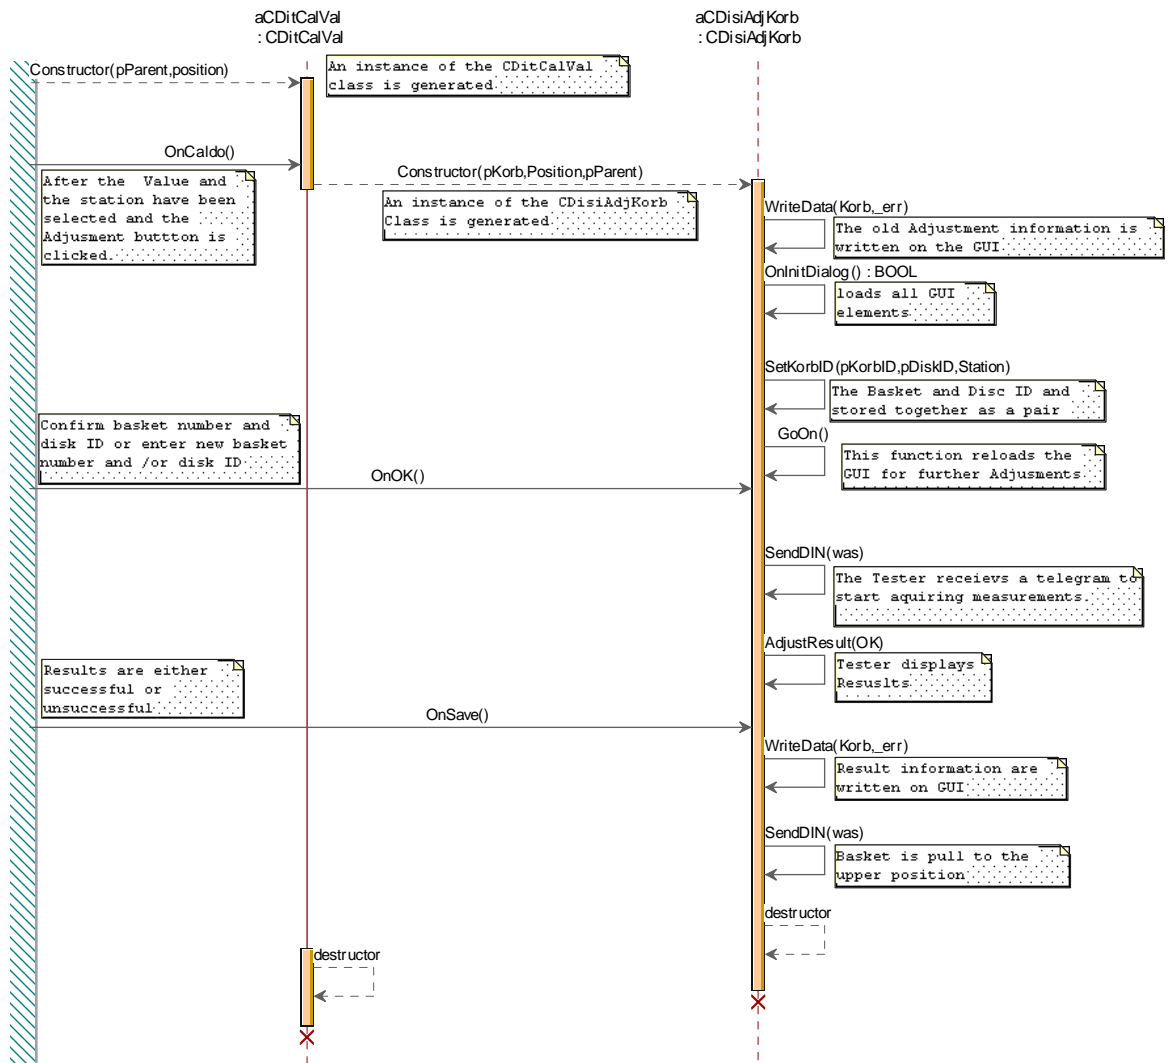 aCDitCalVal
: CDitCalVal
aCDisiAdjKorb
: CDisiAdjKorb
Constructor(pParent,position)
An instance of the CDitCalVal
class is generated
OnCaldo()
After the Value and
the station have been
selected and the
Adjusment buttton is
clicked.
Constructor(pKorb,Position,pParent)
An instance of the CDisiAdjKorb
Class is generated
WriteData(Korb,_err)
The old Adjustment information is
written on the GUI
OnInitDialog() : BOOL
loads all GUI
elements
SetKorbID(pKorbID,pDiskID,Station)
The Basket and Disc ID and
stored together as a pair
Confirm basket number and
disk ID or enter new basket
number and /or disk ID
GoOn()
This function reloads the
GUI for further Adjusments
OnOK()
SendDIN(was)
The Tester receievs a telegram to
start aquiring measurements.
AdjustResult(OK)
Tester displays
Resuslts
Results are either
successful or
unsuccessful
OnSave()
WriteData(Korb,_err)
Result information are
written on GUI
SendDIN(was)
Basket is pull to the
upper position
destructor
destructor